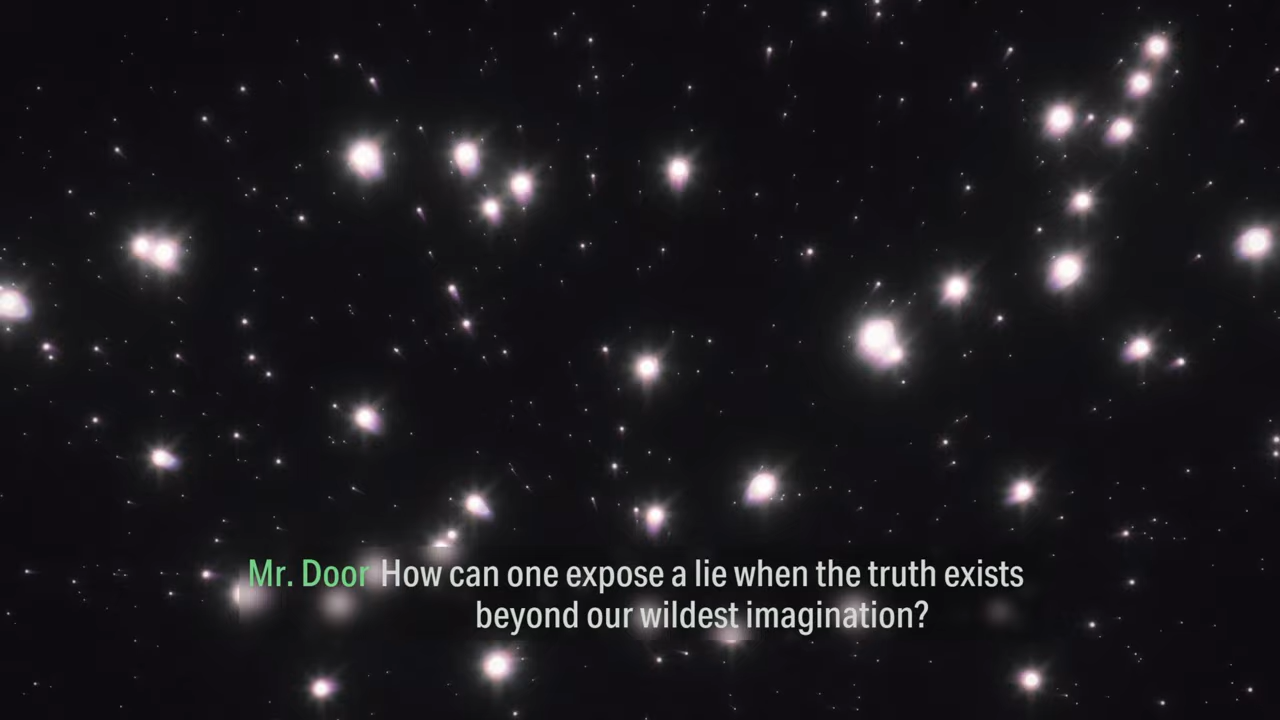 Mr. Door How can one expose a lie when the truth exists
beyond our wildest imagination?